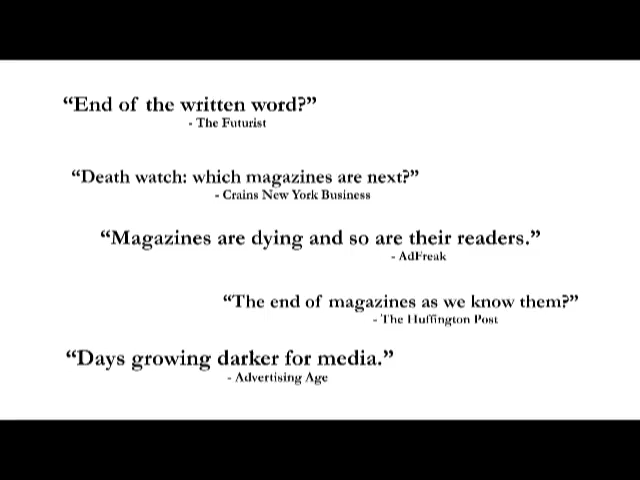 “End of the written word?”
- The Futurist
“Death watch: which magazines are next?”
- Crains New York Business
“Magazines are dying and so are their readers.”
- AdFreak
“The end of magazines as we know them?”
- The Huffington Post
“Days growing darker for media.”
- Advertising Age